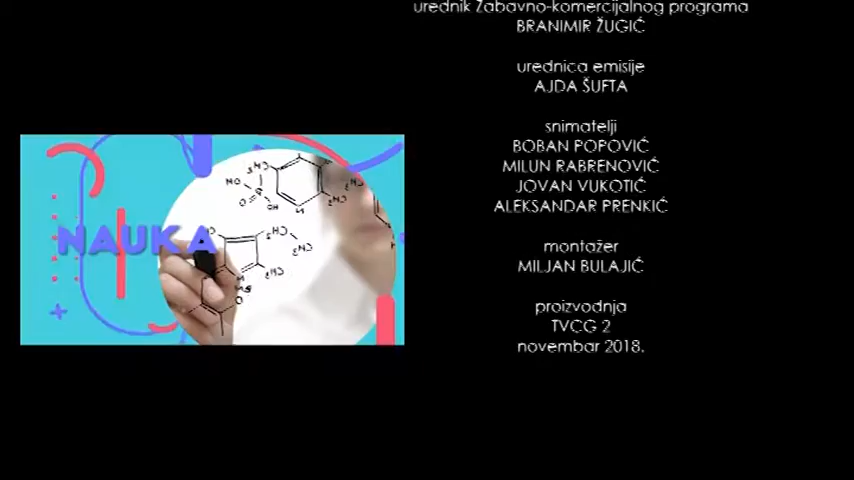 urednik Zabavno-komercijalnog programa
BRANIMIR ŽUGIĆ
urednica emisije
AJDA ŠUFTA
snimatelji
BOBAN POPOVIĆ
MILUN RABRENOVIĆ
JOVAN VUKOTIĆ
ALEKSANDAR PRENKIĆ
montažer
MILJAN BULAJIĆ
proizvodnja
TVCG 2
novembar 2018.
NAUKA